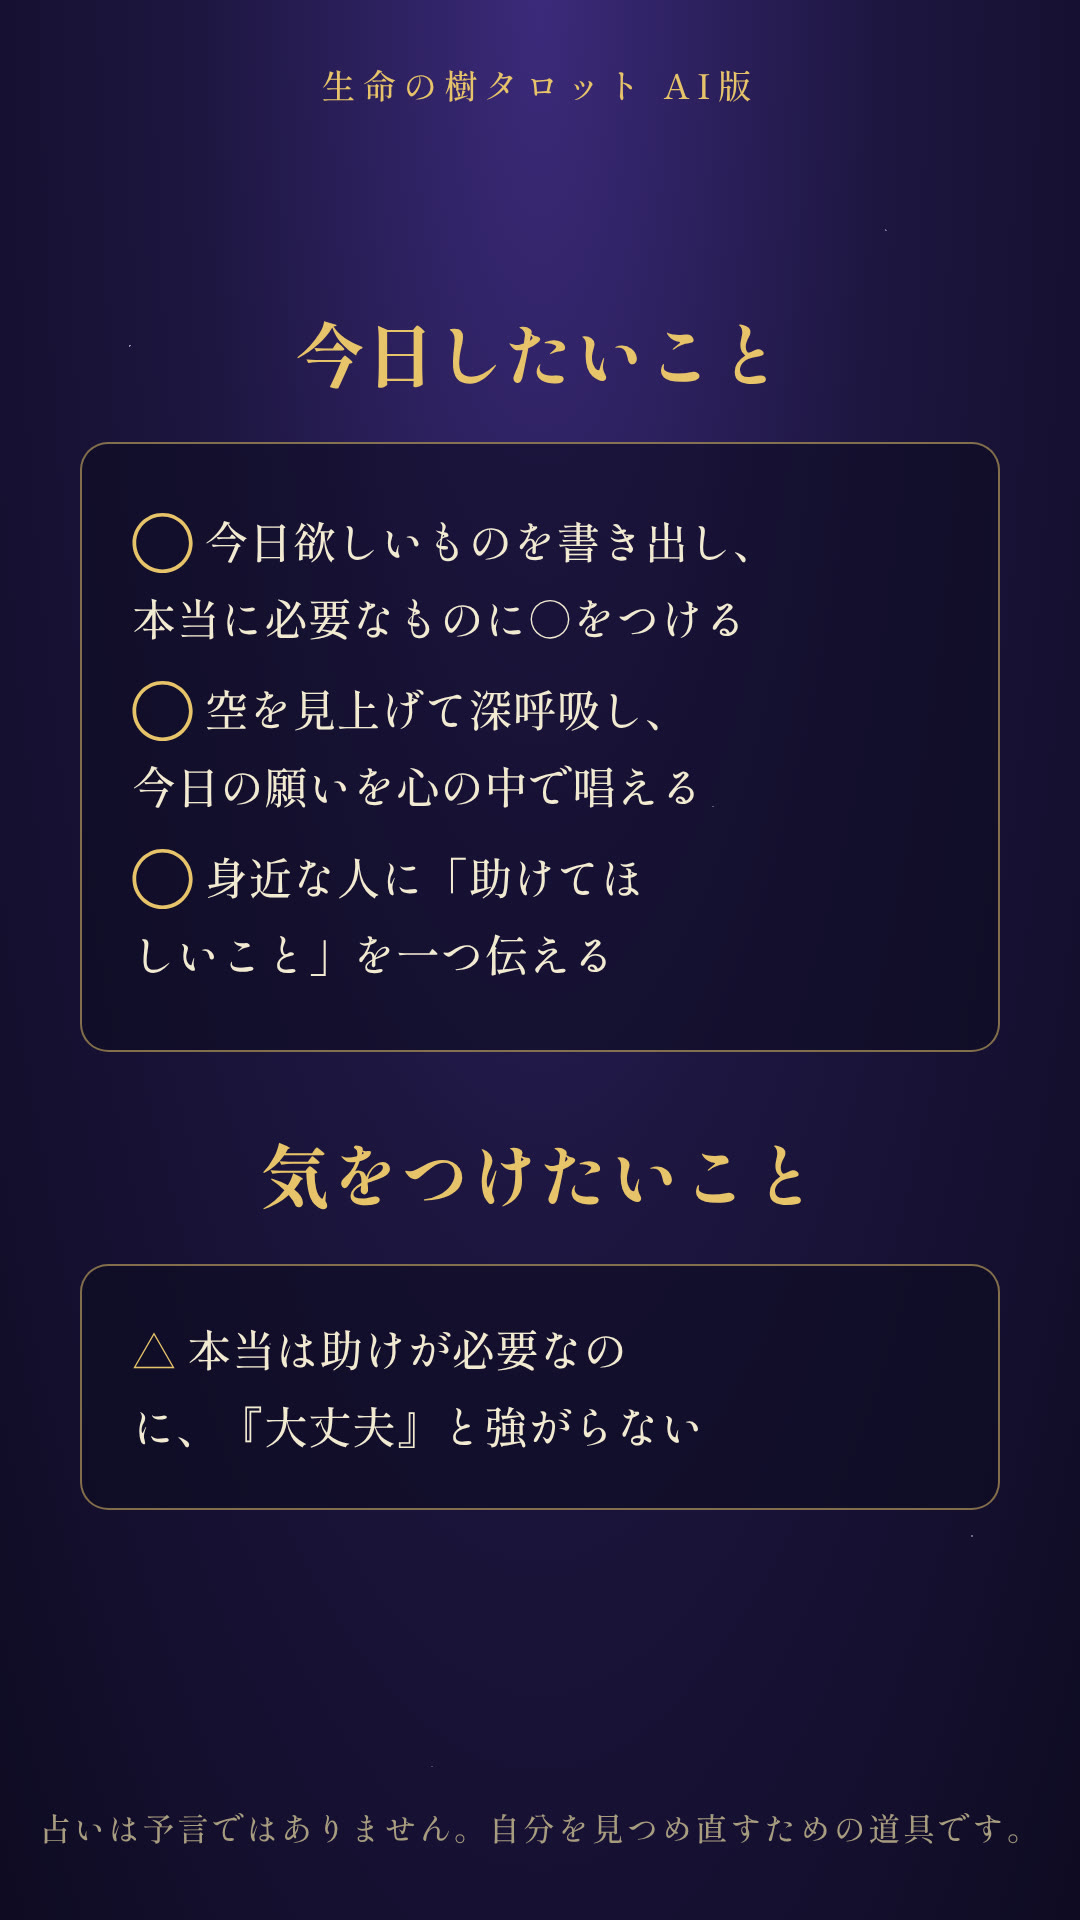 生命の樹タロット AI版
今日したいこと
◯ 今日欲しいものを書き出し、
本当に必要なものに〇をつける
◯ 空を見上げて深呼吸し、
今日の願いを心の中で唱える
◯ 身近な人に「助けてほ
しいこと」を一つ伝える
気をつけたいこと
△ 本当は助けが必要なの
に、『大丈夫』と強がらない
占いは予言ではありません。自分を見つめ直すための道具です。